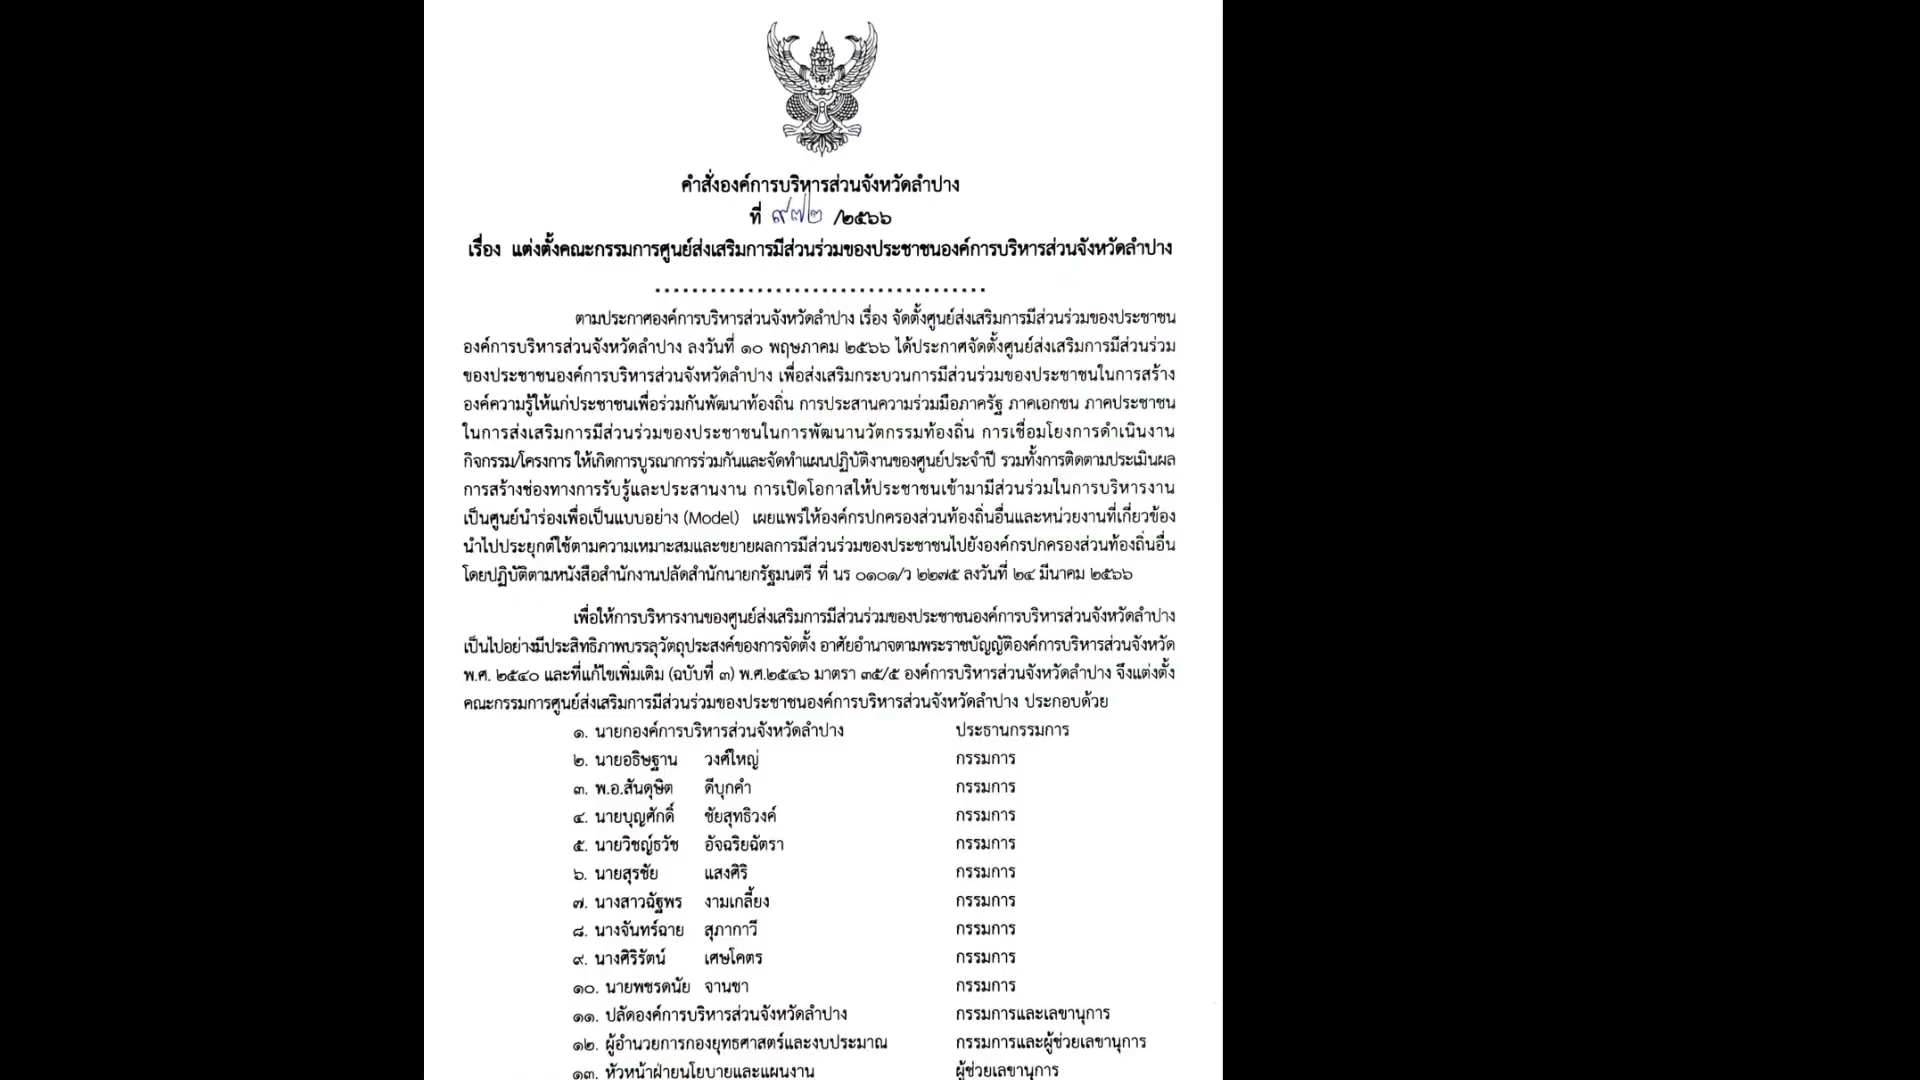 คำสั่งองค์การบริหารส่วนจังหวัดลำปาง
ที่ ๙๗๒ /๒๕๖๖
เรื่อง แต่งตั้งคณะกรรมการศูนย์ส่งเสริมการมีส่วนร่วมของประชาชนองค์การบริหารส่วนจังหวัดลำปาง
....................................
ตามประกาศองค์การบริหารส่วนจังหวัดลำปาง เรื่อง จัดตั้งศูนย์ส่งเสริมการมีส่วนร่วมของประชาชน
องค์การบริหารส่วนจังหวัดลำปาง ลงวันที่ ๑๐ พฤษภาคม ๒๕๖๖ ได้ประกาศจัดตั้งศูนย์ส่งเสริมการมีส่วนร่วม
ของประชาชนองค์การบริหารส่วนจังหวัดลำปาง เพื่อส่งเสริมกระบวนการมีส่วนร่วมของประชาชนในการสร้าง
องค์ความรู้ให้แก่ประชาชนเพื่อร่วมกันพัฒนาท้องถิ่น การประสานความร่วมมือภาครัฐ ภาคเอกชน ภาคประชาชน
ในการส่งเสริมการมีส่วนร่วมของประชาชนในการพัฒนานวัตกรรมท้องถิ่น การเชื่อมโยงการดำเนินงาน
กิจกรรม/โครงการ ให้เกิดการบูรณาการร่วมกันและจัดทำแผนปฏิบัติงานของศูนย์ประจำปี รวมทั้งการติดตามประเมินผล
การสร้างช่องทางการรับรู้และประสานงาน การเปิดโอกาสให้ประชาชนเข้ามามีส่วนร่วมในการบริหารงาน
เป็นศูนย์นำร่องเพื่อเป็นแบบอย่าง (Model) เผยแพร่ให้องค์กรปกครองส่วนท้องถิ่นอื่นและหน่วยงานที่เกี่ยวข้อง
นำไปประยุกต์ใช้ตามความเหมาะสมและขยายผลการมีส่วนร่วมของประชาชนไปยังองค์กรปกครองส่วนท้องถิ่นอื่น
โดยปฏิบัติตามหนังสือสำนักงานปลัดสำนักนายกรัฐมนตรี ที่ นร ๐๑๐๑/ว ๒๒๗๕ ลงวันที่ ๒๔ มีนาคม ๒๕๖๖
เพื่อให้การบริหารงานของศูนย์ส่งเสริมการมีส่วนร่วมของประชาชนองค์การบริหารส่วนจังหวัดลำปาง
เป็นไปอย่างมีประสิทธิภาพบรรลุวัตถุประสงค์ของการจัดตั้ง อาศัยอำนาจตามพระราชบัญญัติองค์การบริหารส่วนจังหวัด
พ.ศ. ๒๕๔๐ และที่แก้ไขเพิ่มเติม (ฉบับที่ ๓) พ.ศ.๒๕๔๖ มาตรา ๓๕/๕ องค์การบริหารส่วนจังหวัดลำปาง จึงแต่งตั้ง
คณะกรรมการศูนย์ส่งเสริมการมีส่วนร่วมของประชาชนองค์การบริหารส่วนจังหวัดลำปาง ประกอบด้วย
๑. นายกองค์การบริหารส่วนจังหวัดลำปาง ประธานกรรมการ
๒. นายอธิษฐาน วงศ์ใหญ่ กรรมการ
๓. พ.อ.สันดุษิต ดีบุกคำ กรรมการ
๔. นายบุญศักดิ์ ชัยสุทธิวงค์ กรรมการ
๕. นายวิชญ์ธวัช อัจฉริยฉัตรา กรรมการ
๖. นายสุรชัย แสงศิริ กรรมการ
๗. นางสาวฉัฐพร งามเกลี้ยง กรรมการ
๘. นางจันทร์ฉาย สุภากาวี กรรมการ
๙. นางศิริรัตน์ เศษโคตร กรรมการ
๑๐. นายพชรดนัย จานชา กรรมการ
๑๑. ปลัดองค์การบริหารส่วนจังหวัดลำปาง กรรมการและเลขานุการ
๑๒. ผู้อำนวยการกองยุทธศาสตร์และงบประมาณ กรรมการและผู้ช่วยเลขานุการ
๑๓. หัวหน้าฝ่ายนโยบายและแผนงาน ผู้ช่วยเลขานุการ